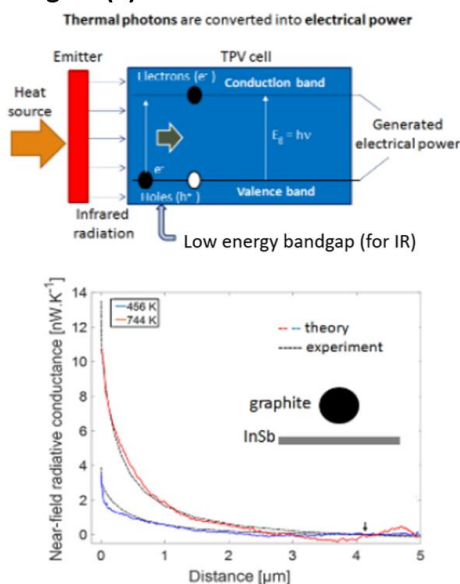 Thermal photons are converted into electrical power
Emitter
TPV cell
Heat
source
Electrons (e-)
Conduction band
Eg = hν
Generated
electrical power
e-
Valence band
Holes (h+)
Infrared
radiation
Low energy bandgap (for IR)
Near-field radiative conductance [nW.K⁻¹]
14
12
10
8
6
4
2
0
456 K
744 K
theory
experiment
graphite
InSb
0
1
2
3
4
5
Distance [µm]